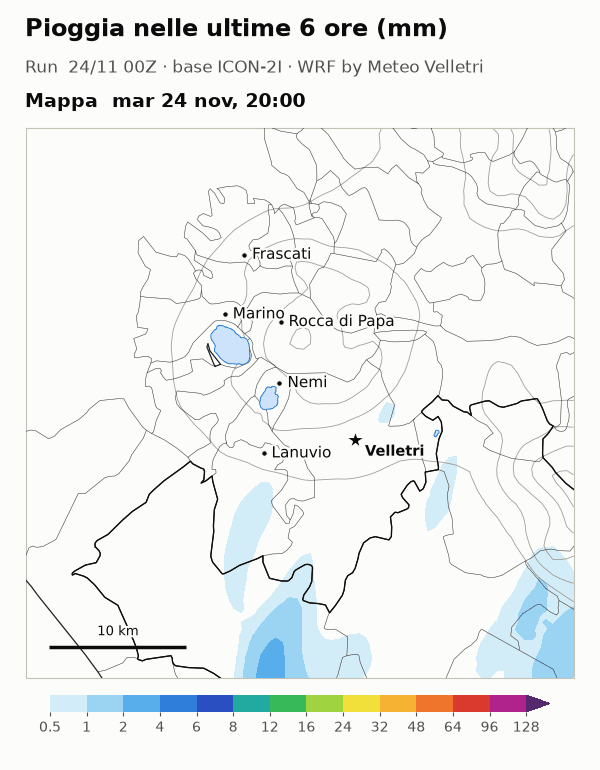 Pioggia nelle ultime 6 ore (mm)
Run  24/11 00Z · base ICON-2I · WRF by Meteo Velletri
Mappa  mar 24 nov, 20:00
Frascati
Marino
Rocca di Papa
Nemi
Velletri
Lanuvio
10 km
0.5 1 2 4 6 8 12 16 24 32 48 64 96 128